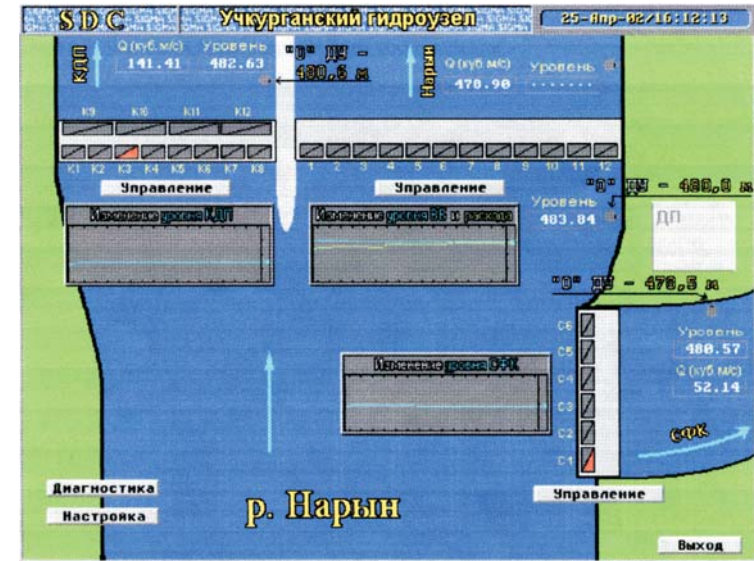 SDC Учкурганский гидроузел 25-Апр-02/16:12:13
КДП
Q (куб.м/с) Уровень
141.41 482.63
"0" ДУ -
480,6 м
Нарын
Q (куб м/с) Уровень
470.90 .......
К9 К10 К11 К12
К1 К2 К3 К4 К5 К6 К7 К8
1 2 3 4 5 6 7 8 9 10 11 12
Управление
Управление
"0" ДУ - 480,0 м
Уровень
483.84
ДП
Изменение уровня КДП
Изменение уровня ВБ и расхода
"0" ДУ - 470,5 м
С6
С5
С4
С3
С2
С1
Уровень
480.57
Q (куб м/с)
52.14
СФК
Изменение уровня СФК
Управление
Диагностика
Настройка
р. Нарын
Выход